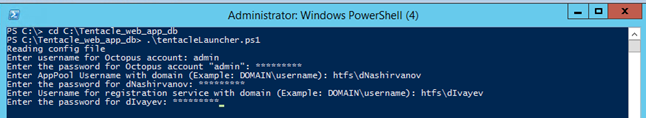 Administrator: Windows PowerShell (4)
PS C:\> cd C:\Tentacle_web_app_db
PS C:\Tentacle_web_app_db> .\tentacleLauncher.ps1
Reading config file
Enter username for Octopus account: admin
Enter the password for Octopus account "admin": *********
Enter AppPool Username with domain (Example: DOMAIN\username): htfs\dNashirvanov
Enter the password for dNashirvanov: *********
Enter Username for registration service with domain (Example: DOMAIN\username): htfs\dIvayev
Enter the password for dIvayev: *********